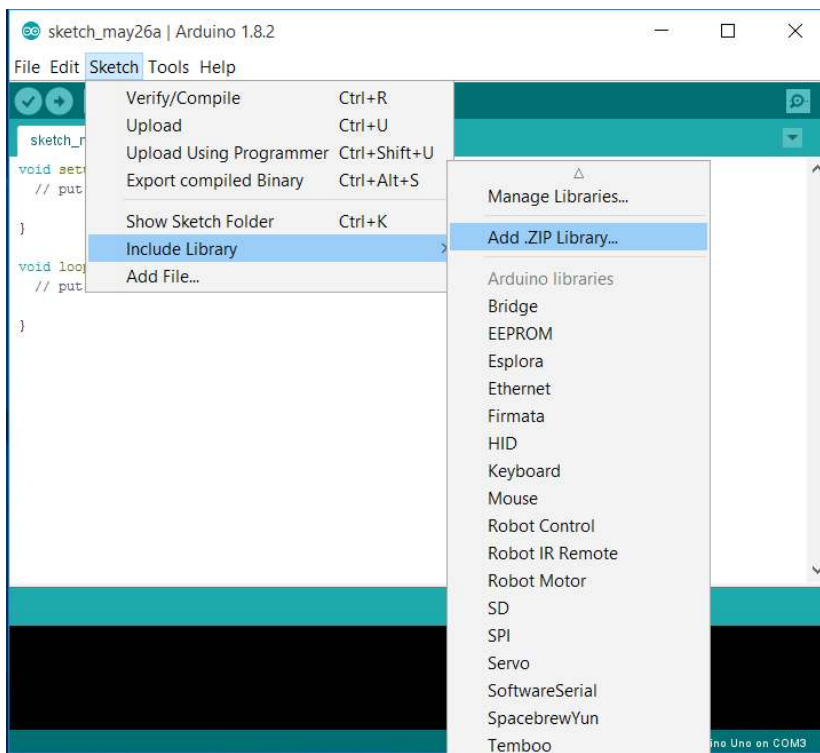 sketch_may26a | Arduino 1.8.2
File Edit Sketch Tools Help
Verify/Compile Ctrl+R
Upload Ctrl+U
Upload Using Programmer Ctrl+Shift+U
Export compiled Binary Ctrl+Alt+S
Show Sketch Folder Ctrl+K
Include Library
Add File...
sketch_r
void set
// put
}
void loo
// put
}
Manage Libraries...
Add .ZIP Library...
Arduino libraries
Bridge
EEPROM
Esplora
Ethernet
Firmata
HID
Keyboard
Mouse
Robot Control
Robot IR Remote
Robot Motor
SD
SPI
Servo
SoftwareSerial
SpacebrewYun
Temboo
ino Uno on COM3